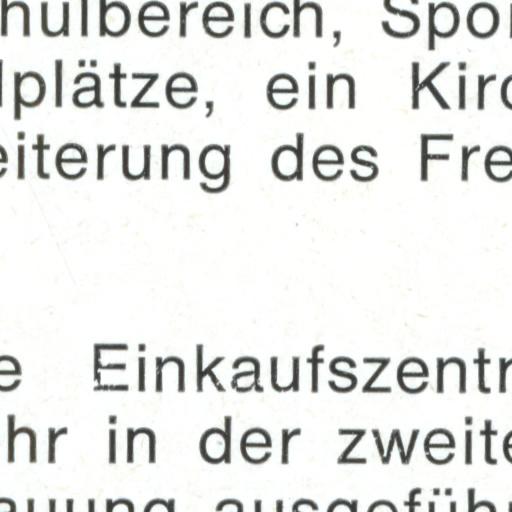 hulbereich, Spor
lplätze, ein Kirc
eiterung des Fre
e Einkaufszentr
hr in der zweite
auung ausgeführ